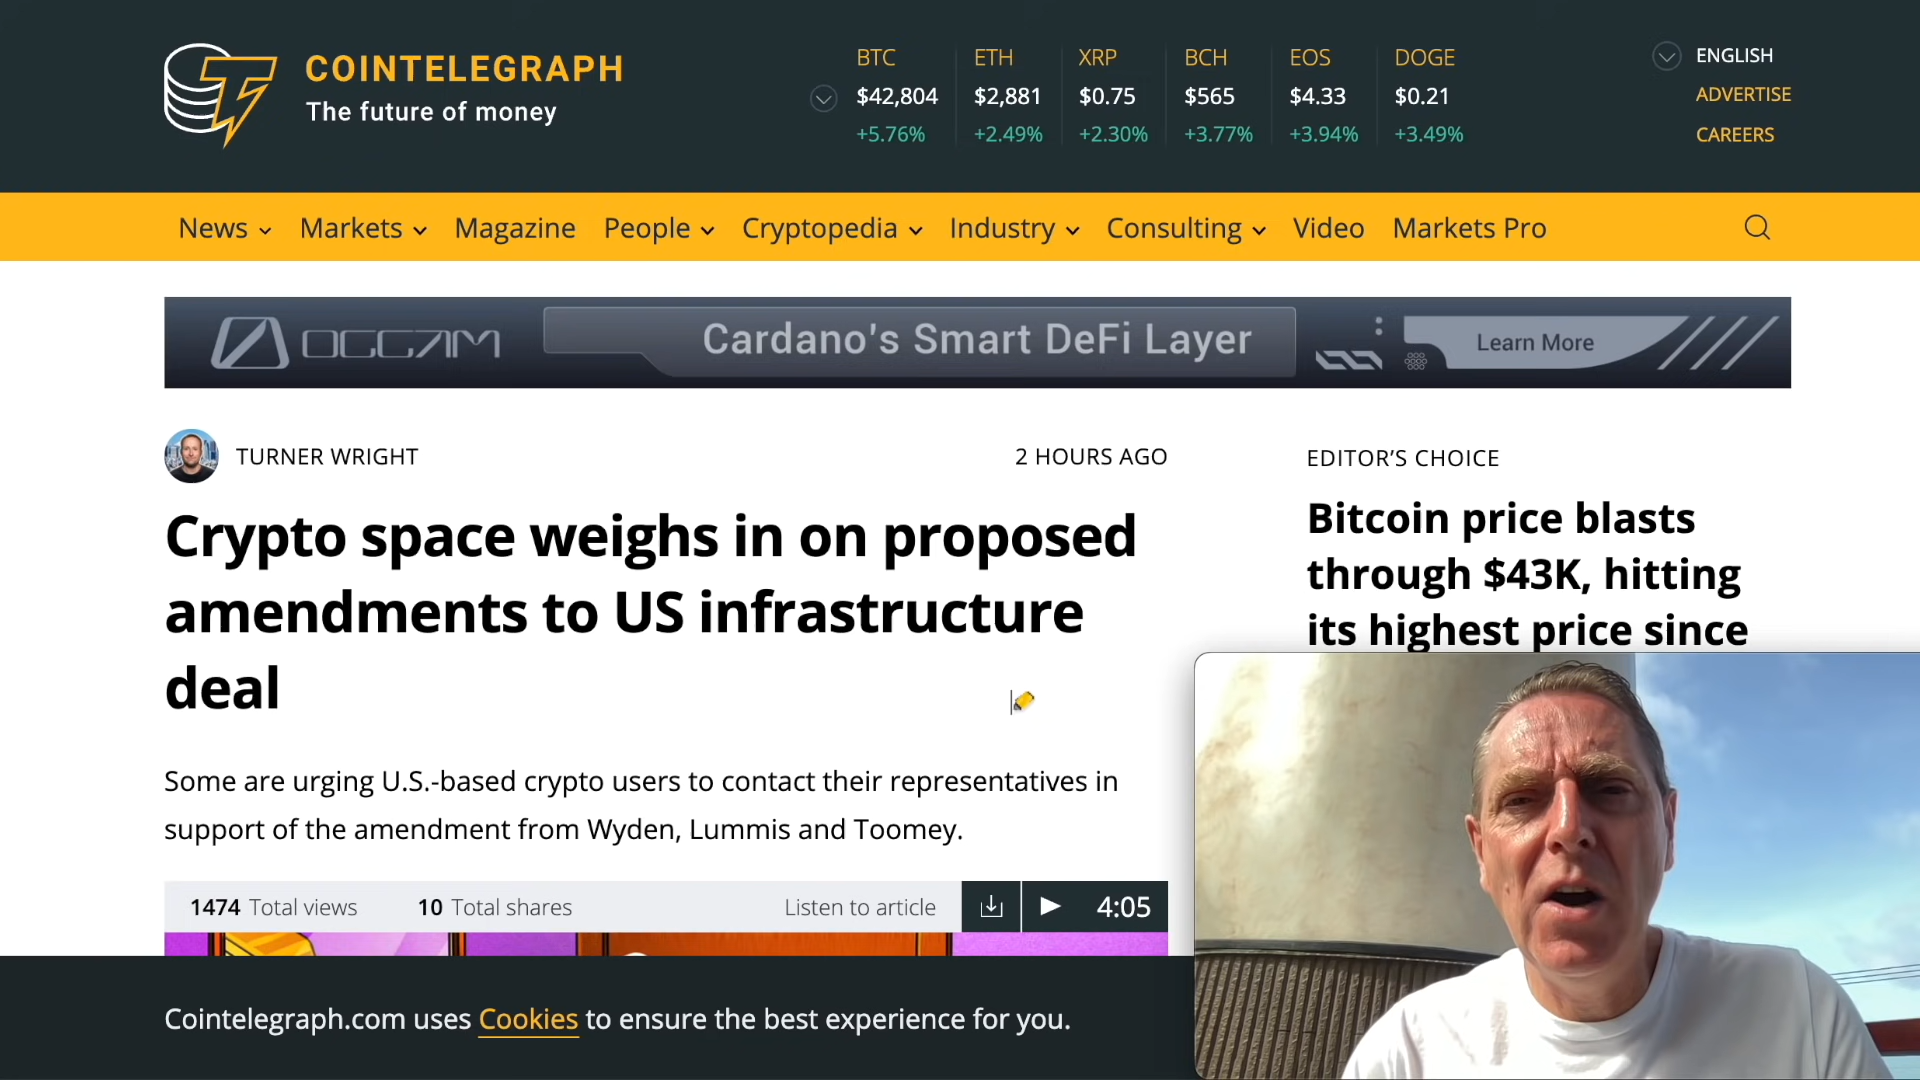 COINTELEGRAPH
The future of money
BTC
$42,804
+5.76%
ETH
$2,881
+2.49%
XRP
$0.75
+2.30%
BCH
$565
+3.77%
EOS
$4.33
+3.94%
DOGE
$0.21
+3.49%
ENGLISH
ADVERTISE
CAREERS
News Markets Magazine People Cryptopedia Industry Consulting Video Markets Pro
OCCAM Cardano's Smart DeFi Layer Learn More
TURNER WRIGHT 2 HOURS AGO
Crypto space weighs in on proposed
amendments to US infrastructure
deal
Some are urging U.S.-based crypto users to contact their representatives in
support of the amendment from Wyden, Lummis and Toomey.
1474 Total views 10 Total shares Listen to article 4:05
EDITOR'S CHOICE
Bitcoin price blasts
through $43K, hitting
its highest price since
Cointelegraph.com uses Cookies to ensure the best experience for you.